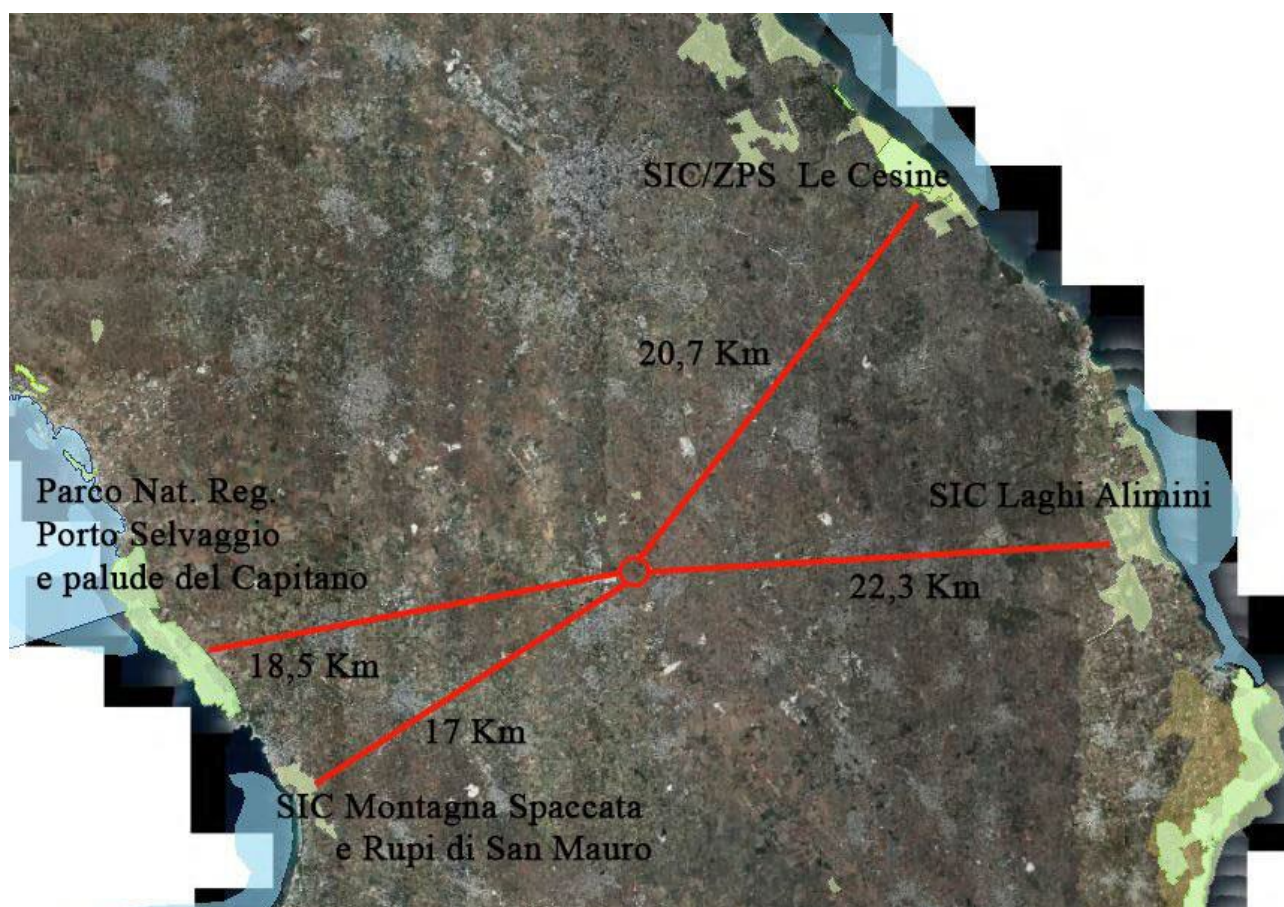 SIC/ZPS Le Cesine
20,7 Km
Parco Nat. Reg.
Porto Selvaggio
e palude del Capitano
SIC Laghi Alimini
22,3 Km
18,5 Km
17 Km
SIC Montagna Spaccata
e Rupi di San Mauro